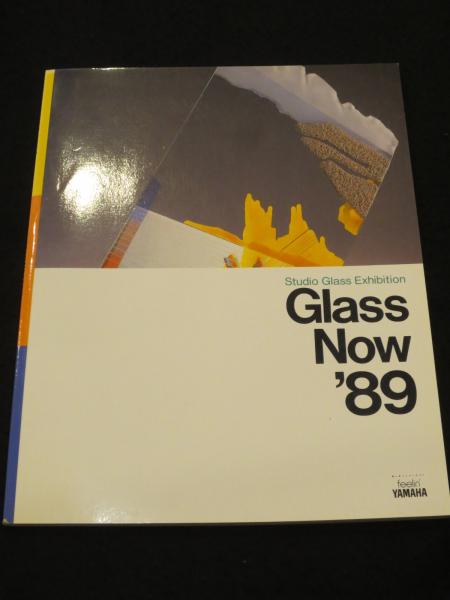 Studio Glass Exhibition
Glass
Now
’89
feelin'
YAMAHA